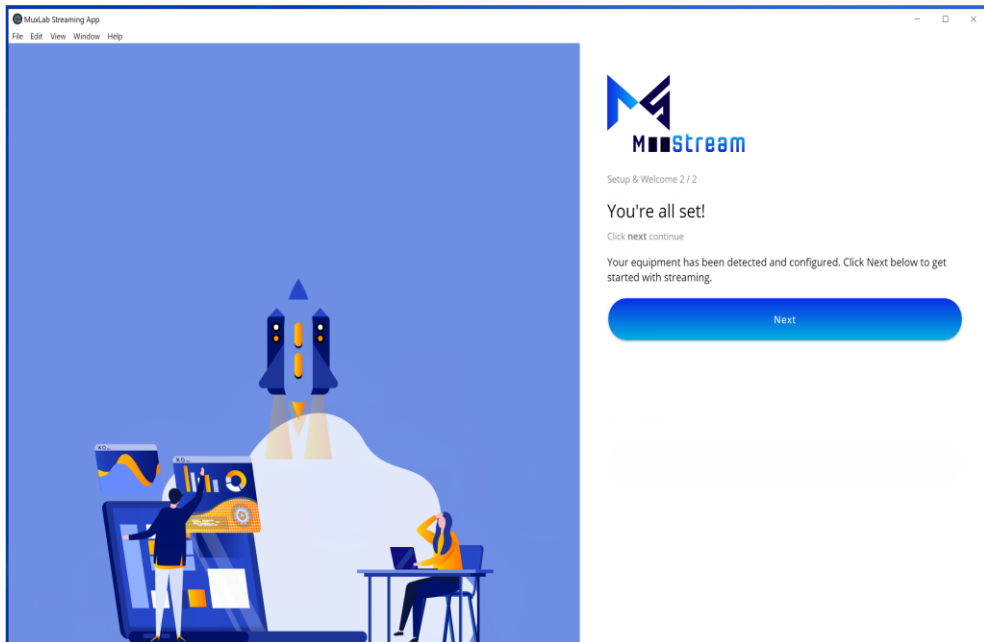 MuxLab Streaming App
File Edit View Window Help
MuxStream
Setup & Welcome 2 / 2
You're all set!
Click next continue
Your equipment has been detected and configured. Click Next below to get
started with streaming.
Next